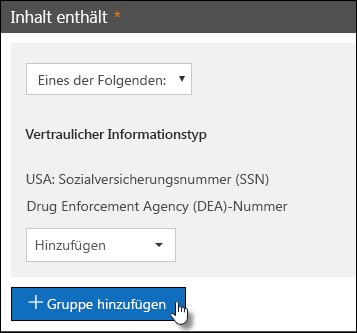 Inhalt enthält *
Eines der Folgenden:
Vertraulicher Informationstyp
USA: Sozialversicherungsnummer (SSN)
Drug Enforcement Agency (DEA)-Nummer
Hinzufügen
+ Gruppe hinzufügen